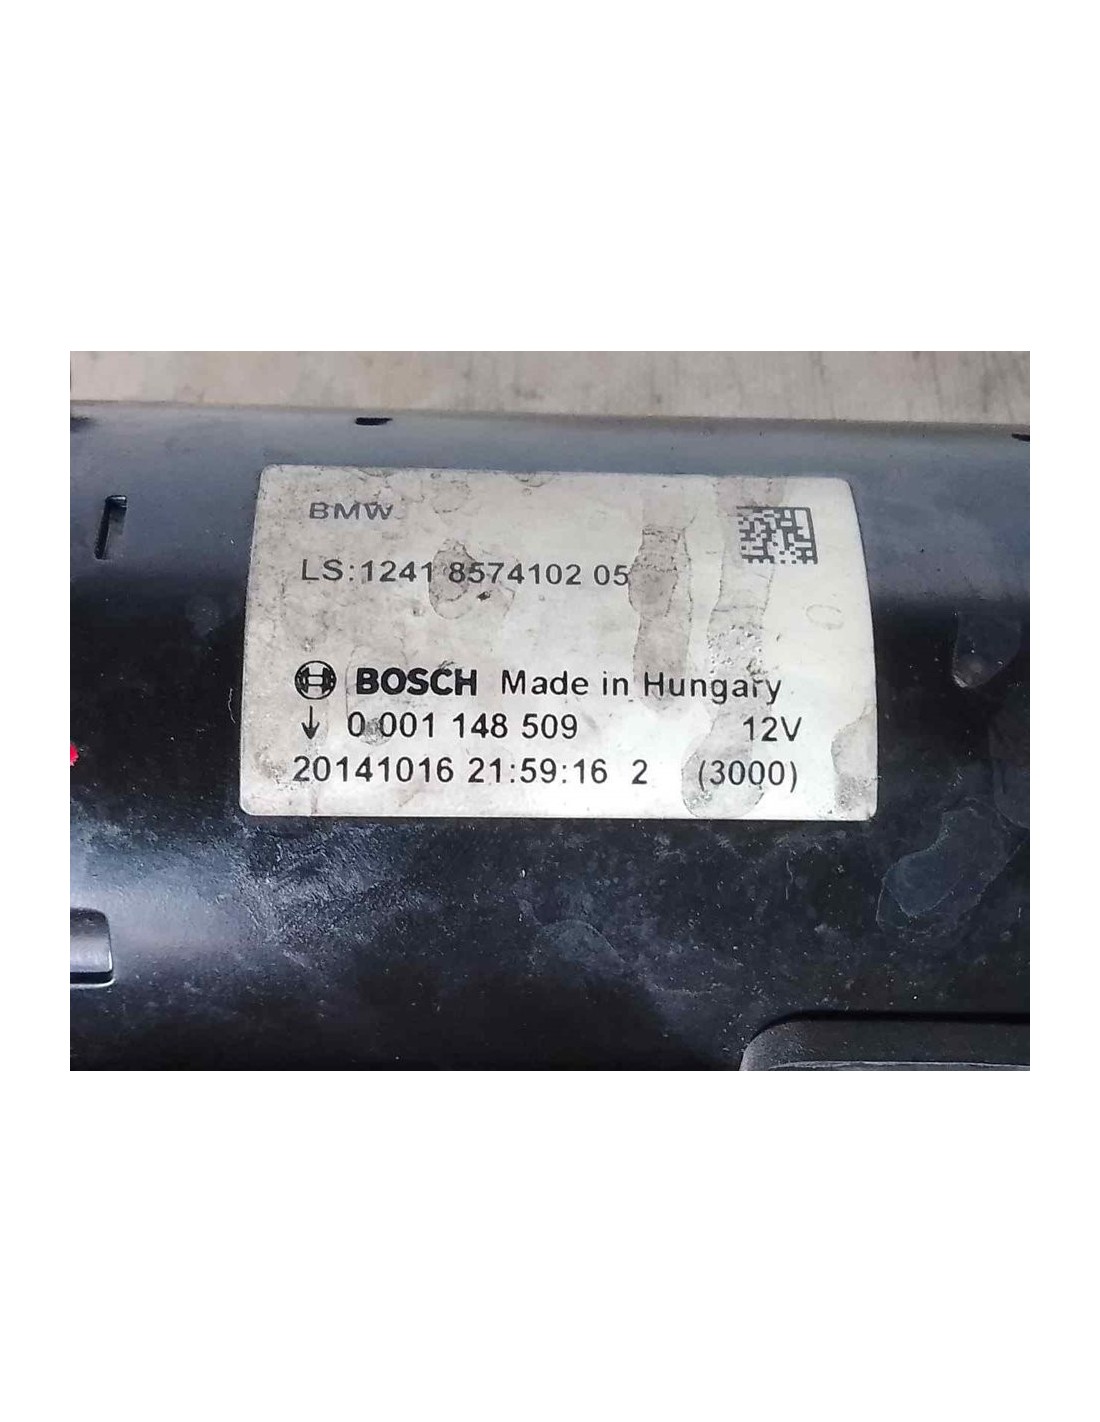 BMW
LS:1241 8574102 05
BOSCH Made in Hungary
↓ 0 001 148 509 12V
20141016 21:59:16 2 (3000)